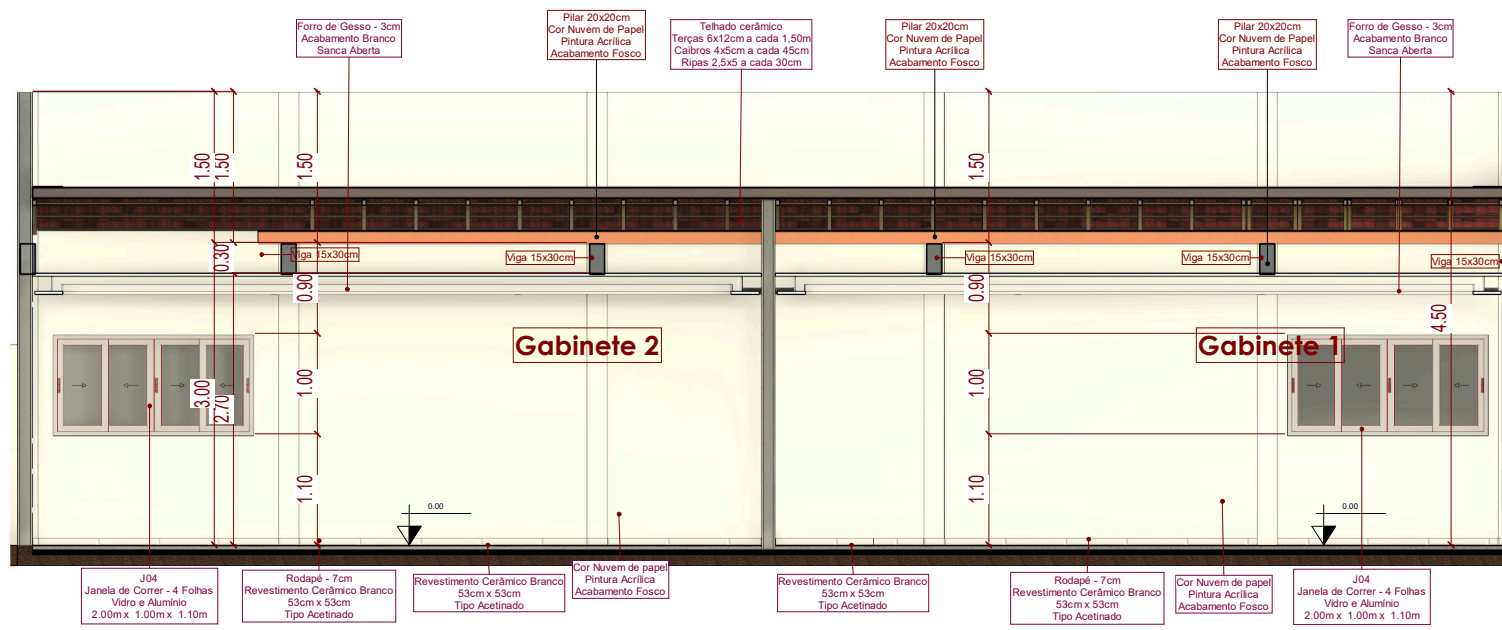 Forro de Gesso - 3cm
Acabamento Branco
Sanca Aberta
Pilar 20x20cm
Cor Nuvem de Papel
Pintura Acrílica
Acabamento Fosco
Telhado cerâmico
Terças 6x12cm a cada 1,50m
Caibros 4x5cm a cada 45cm
Ripas 2,5x5 a cada 30cm
Pilar 20x20cm
Cor Nuvem de Papel
Pintura Acrílica
Acabamento Fosco
Pilar 20x20cm
Cor Nuvem de Papel
Pintura Acrílica
Acabamento Fosco
Forro de Gesso - 3cm
Acabamento Branco
Sanca Aberta
1.50
1.50
1.50
1.50
0.30
Viga 15x30cm
Viga 15x30cm
Viga 15x30cm
Viga 15x30cm
Viga 15x30cm
0.90
0.90
4.50
Gabinete 2
Gabinete 1
3.00
2.70
1.00
1.00
1.10
1.10
0.00
0.00
J04
Janela de Correr - 4 Folhas
Vidro e Alumínio
2.00m x 1.00m x 1.10m
Rodapé - 7cm
Revestimento Cerâmico Branco
53cm x 53cm
Tipo Acetinado
Revestimento Cerâmico Branco
53cm x 53cm
Tipo Acetinado
Cor Nuvem de papel
Pintura Acrílica
Acabamento Fosco
Revestimento Cerâmico Branco
53cm x 53cm
Tipo Acetinado
Rodapé - 7cm
Revestimento Cerâmico Branco
53cm x 53cm
Tipo Acetinado
Cor Nuvem de papel
Pintura Acrílica
Acabamento Fosco
J04
Janela de Correr - 4 Folhas
Vidro e Alumínio
2.00m x 1.00m x 1.10m